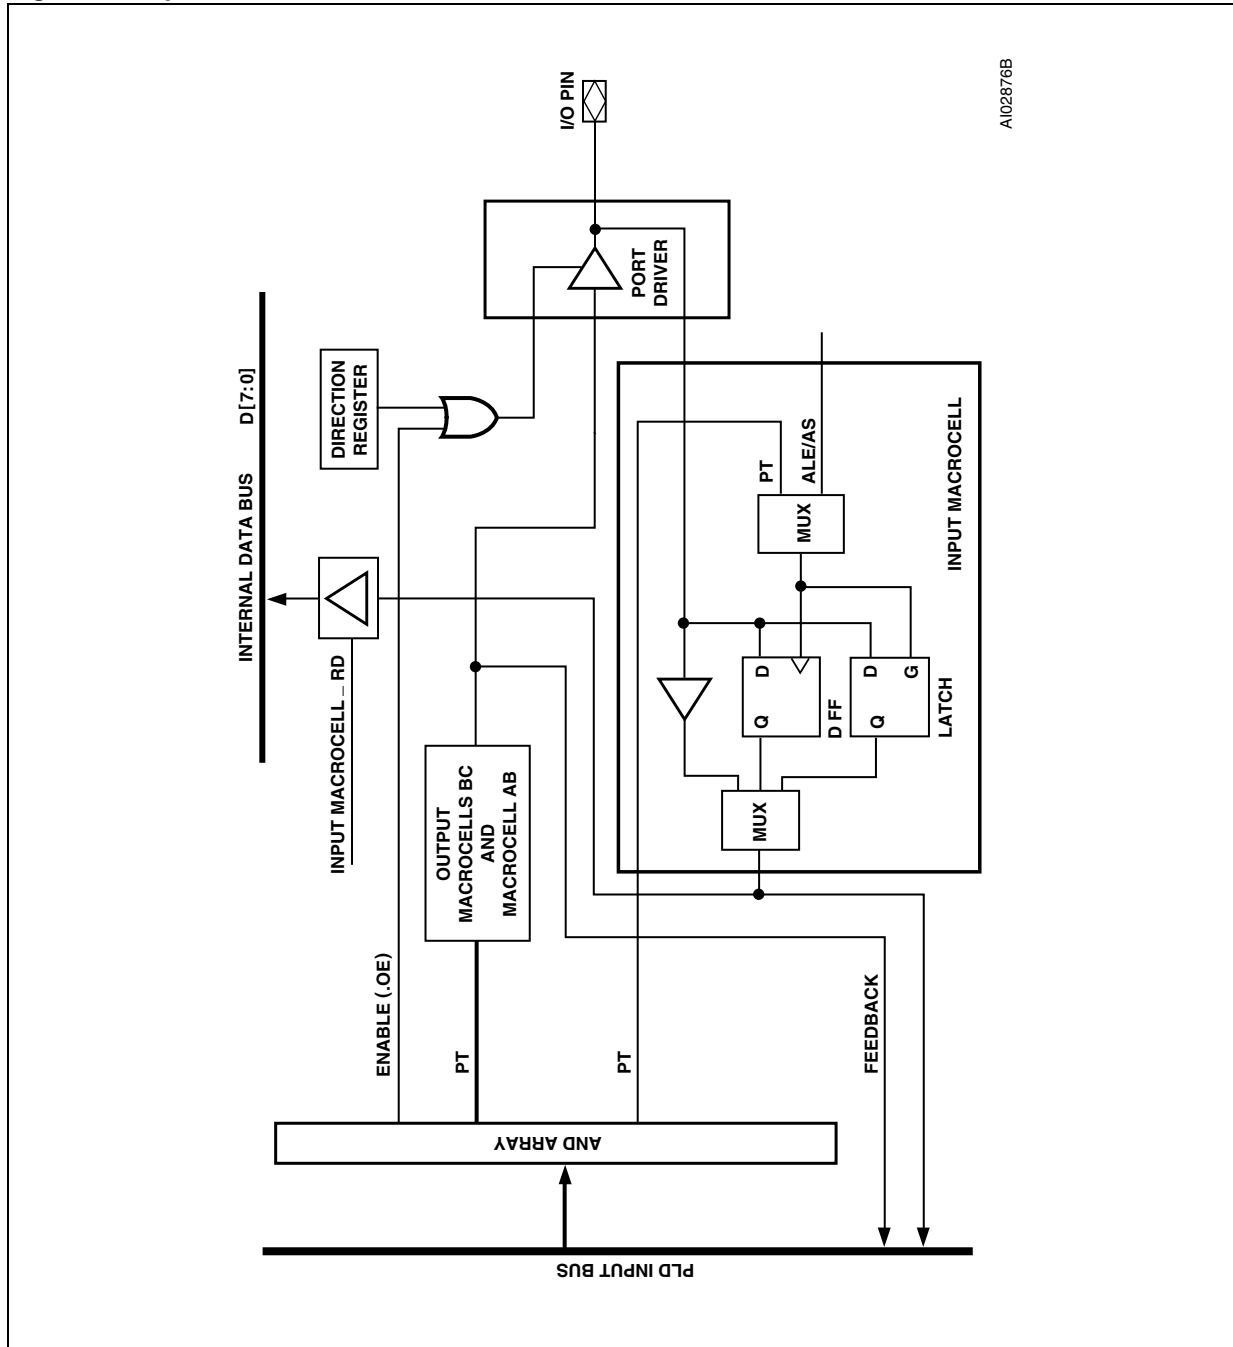 INTERNAL DATA BUS D[7:0]
DIRECTION
REGISTER
INPUT MACROCELL _ RD
ENABLE (.OE)
OUTPUT
MACROCELLS BC
AND
MACROCELL AB
PT
I/O PIN
PORT
DRIVER
AND ARRAY
PLD INPUT BUS
PT
PT
ALE/AS
MUX
D
Q
D FF
D
G
Q
LATCH
MUX
INPUT MACROCELL
FEEDBACK
AI02876B